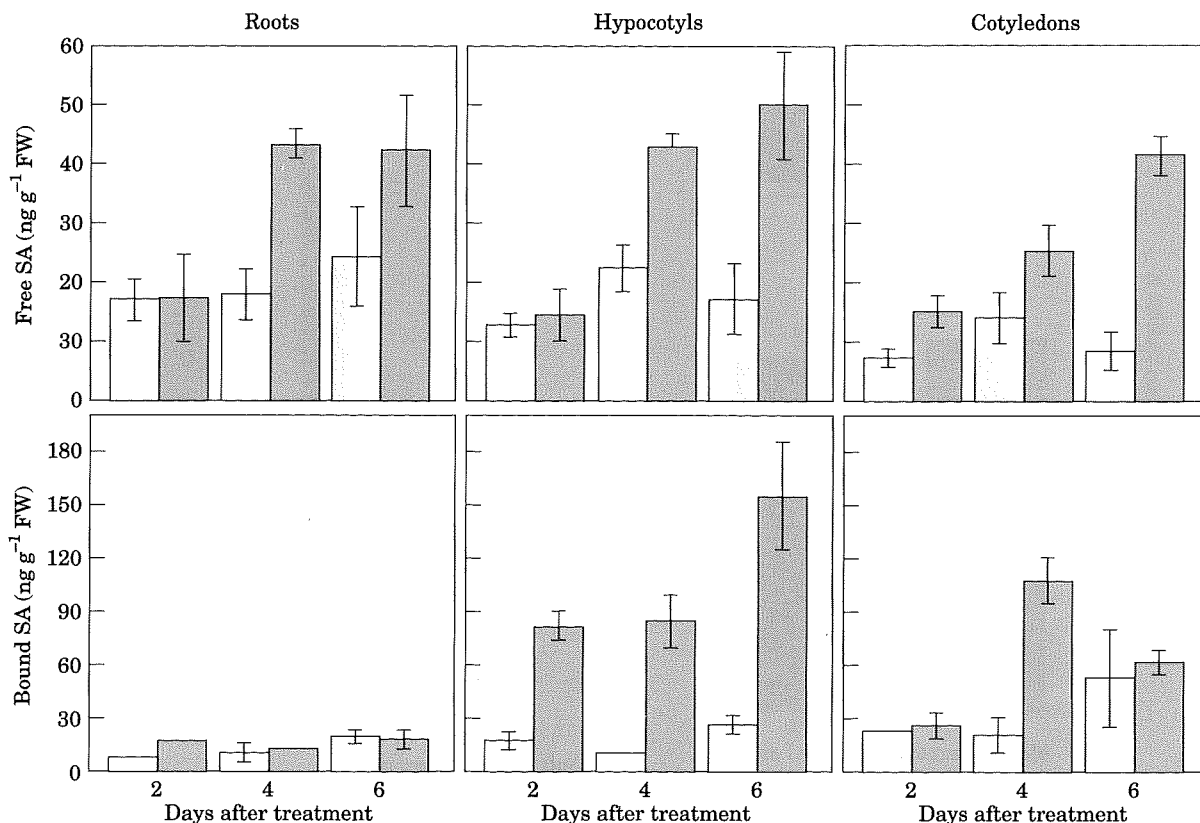 Roots
Hypocotyls
Cotyledons
Free SA (ng g⁻¹ FW)
60
50
40
30
20
30
0
Bound SA (ng g⁻¹ FW)
180
150
120
90
60
30
0
2 4 6
Days after treatment
2 4 6
Days after treatment
2 4 6
Days after treatment